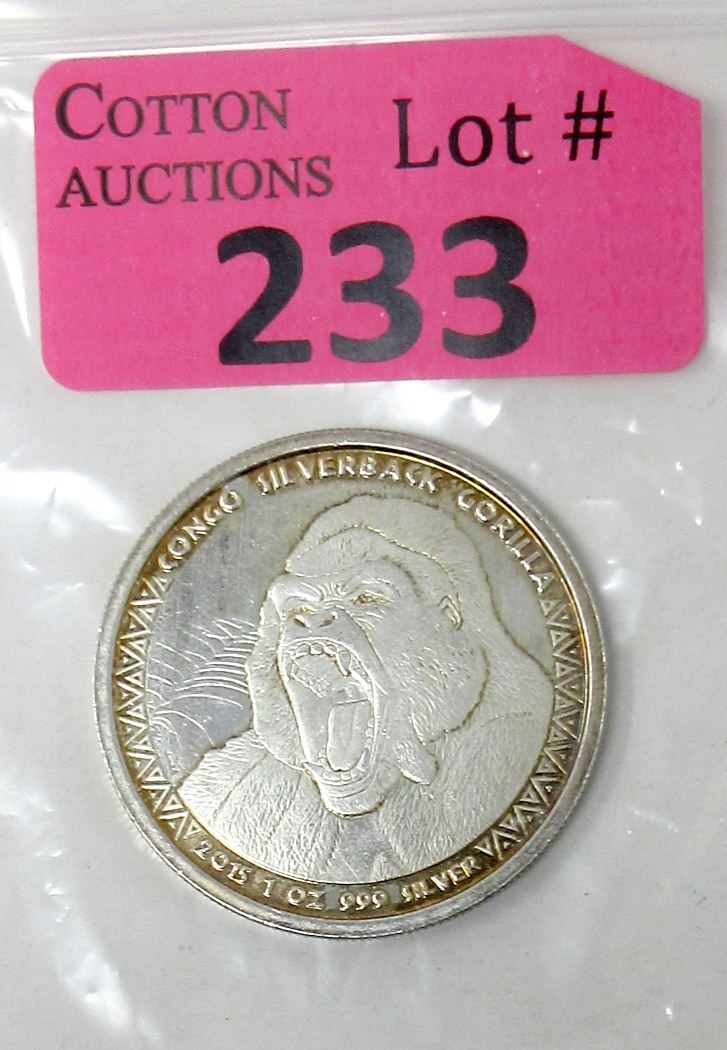 COTTON
AUCTIONS
Lot #
233
CONGO SILVERBACK GORILLA
2015 1 OZ 999 SILVER